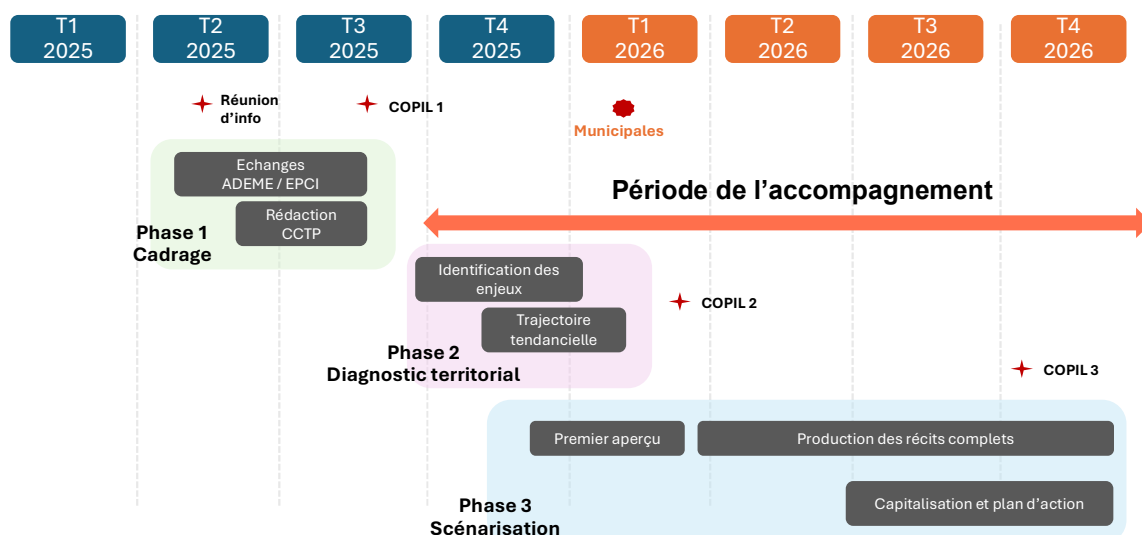 T1
2025
T2
2025
T3
2025
T4
2025
T1
2026
T2
2026
T3
2026
T4
2026
Réunion
d'info
COPIL 1
Municipales
Echanges
ADEME / EPCI
Rédaction
CCTP
Phase 1
Cadrage
Période de l'accompagnement
Identification des
enjeux
Trajectoire
tendancielle
COPIL 2
Phase 2
Diagnostic territorial
COPIL 3
Premier aperçu
Production des récits complets
Capitalisation et plan d'action
Phase 3
Scénarisation